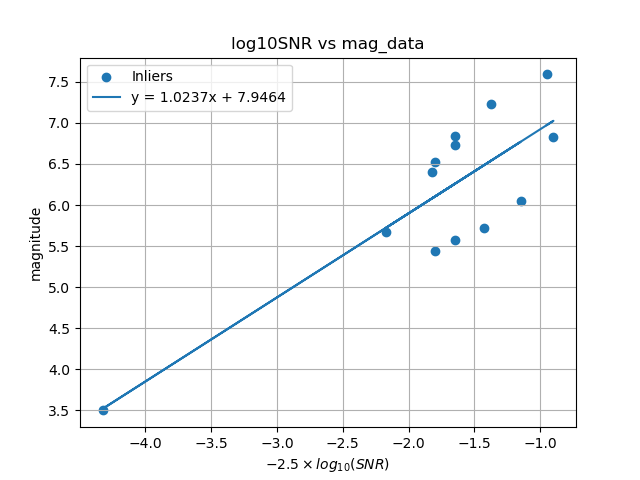 log10SNR vs mag_data
Inliers
y = 1.0237x + 7.9464
7.5
7.0
6.5
6.0
5.5
5.0
4.5
4.0
3.5
magnitude
−4.0 −3.5 −3.0 −2.5 −2.0 −1.5 −1.0
−2.5 × log₁₀(SNR)